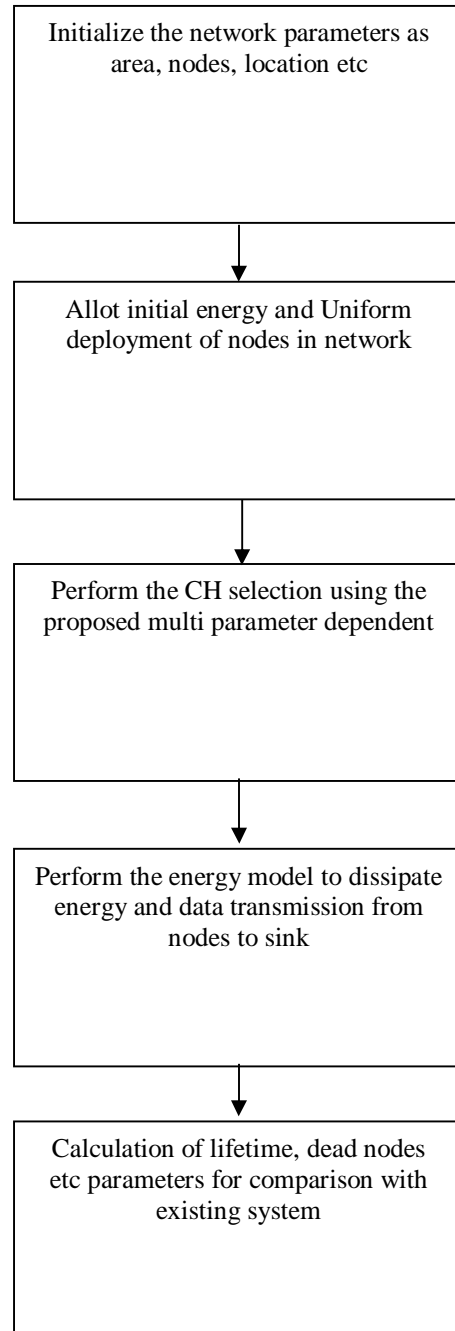 Initialize the network parameters as
area, nodes, location etc
Allot initial energy and Uniform
deployment of nodes in network
Perform the CH selection using the
proposed multi parameter dependent
Perform the energy model to dissipate
energy and data transmission from
nodes to sink
Calculation of lifetime, dead nodes
etc parameters for comparison with
existing system